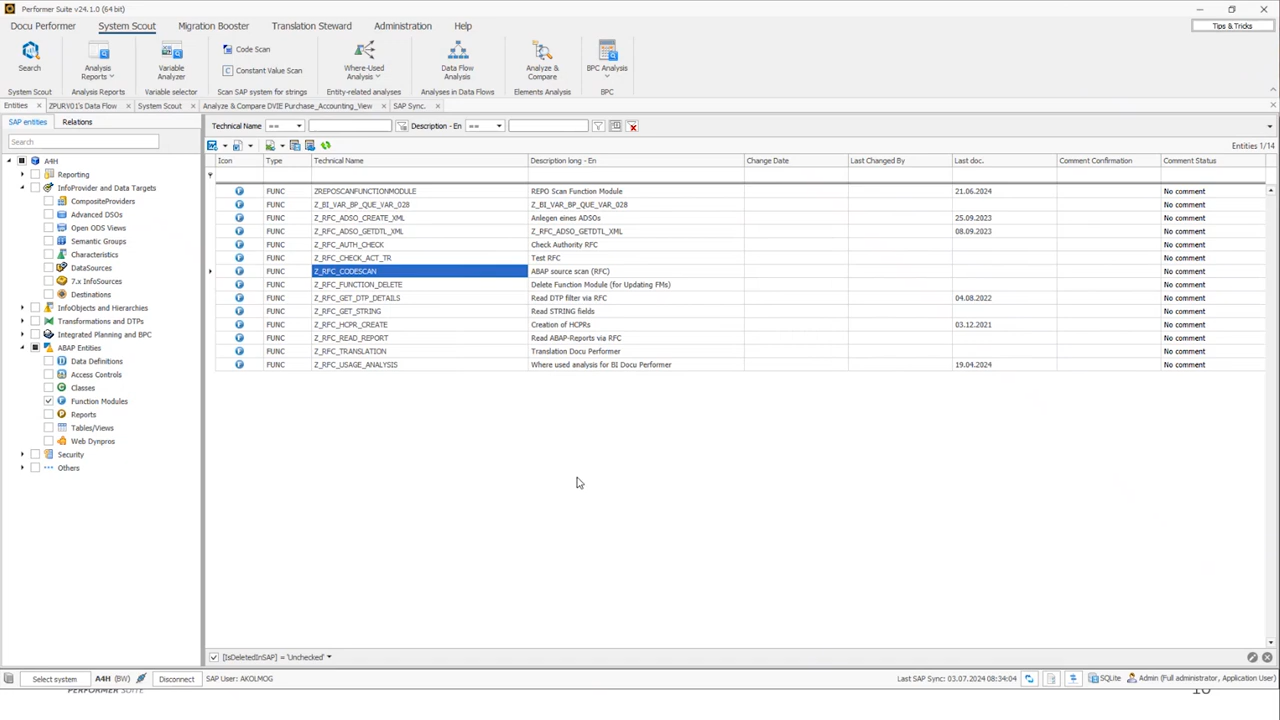 Performer Suite v24.1.0 (64 bit)
Docu Performer System Scout Migration Booster Translation Steward Administration Help Tips & Tricks
Search Analysis Reports Variable Analyzer Code Scan Constant Value Scan Where-Used Analysis Data Flow Analysis Analyze & Compare BPC Analysis
System Scout Analysis Reports Variable selector Scan SAP system for strings Entity-related analyses Analyses in Data Flows Elements Analysis BPC
Entities ZPURV01's Data Flow System Scout Analyze & Compare DVIE Purchase_Accounting_View SAP Sync.
SAP entities Relations
Search
A4H
Reporting
InfoProvider and Data Targets
CompositeProviders
Advanced DSOs
Open ODS Views
Semantic Groups
Characteristics
DataSources
7.x InfoSources
Destinations
InfoObjects and Hierarchies
Transformations and DTPs
Integrated Planning and BPC
ABAP Entities
Data Definitions
Access Controls
Classes
Function Modules
Reports
Tables/Views
Web Dynpros
Security
Others
Technical Name == Description - En ==
Entities 1/14
Icon Type Technical Name Description long - En Change Date Last Changed By Last doc. Comment Confirmation Comment Status
FUNC ZREPOSCANFUNCTIONMODULE REPO Scan Function Module 21.06.2024 No comment
FUNC Z_BI_VAR_BP_QUE_VAR_028 Z_BI_VAR_BP_QUE_VAR_028 No comment
FUNC Z_RFC_ADSO_CREATE_XML Anlegen eines ADSOs 25.09.2023 No comment
FUNC Z_RFC_ADSO_GETDTL_XML Z_RFC_ADSO_GETDTL_XML 08.09.2023 No comment
FUNC Z_RFC_AUTH_CHECK Check Authority RFC No comment
FUNC Z_RFC_CHECK_ACT_TR Test RFC No comment
FUNC Z_RFC_CODESCAN ABAP source scan (RFC) No comment
FUNC Z_RFC_FUNCTION_DELETE Delete Function Module (for Updating FMs) No comment
FUNC Z_RFC_GET_DTP_DETAILS Read DTP filter via RFC 04.08.2022 No comment
FUNC Z_RFC_GET_STRING Read STRING fields No comment
FUNC Z_RFC_HCPR_CREATE Creation of HCPRs 03.12.2021 No comment
FUNC Z_RFC_READ_REPORT Read ABAP-Reports via RFC No comment
FUNC Z_RFC_TRANSLATION Translation Docu Performer No comment
FUNC Z_RFC_USAGE_ANALYSIS Where used analysis for BI Docu Performer 19.04.2024 No comment
[IsDeletedInSAP] = 'Unchecked'
Select system A4H (BW) Disconnect SAP User: AKOLMOG Last SAP Sync: 03.07.2024 08:34:04 SQLite Admin (Full administrator, Application User)
PERFORMER SUITE